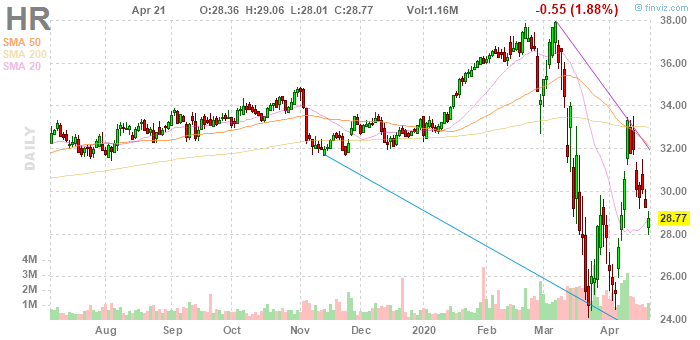 HR Apr 21 O:28.36 H:29.06 L:28.01 C:28.77 Vol:1.16M -0.55 (1.88%) © finviz.com
SMA 50
SMA 200
SMA 20
DAILY
38.00
36.00
34.00
32.00
30.00
28.77
28.00
26.00
24.00
4M
3M
2M
1M
Aug Sep Oct Nov Dec 2020 Feb Mar Apr